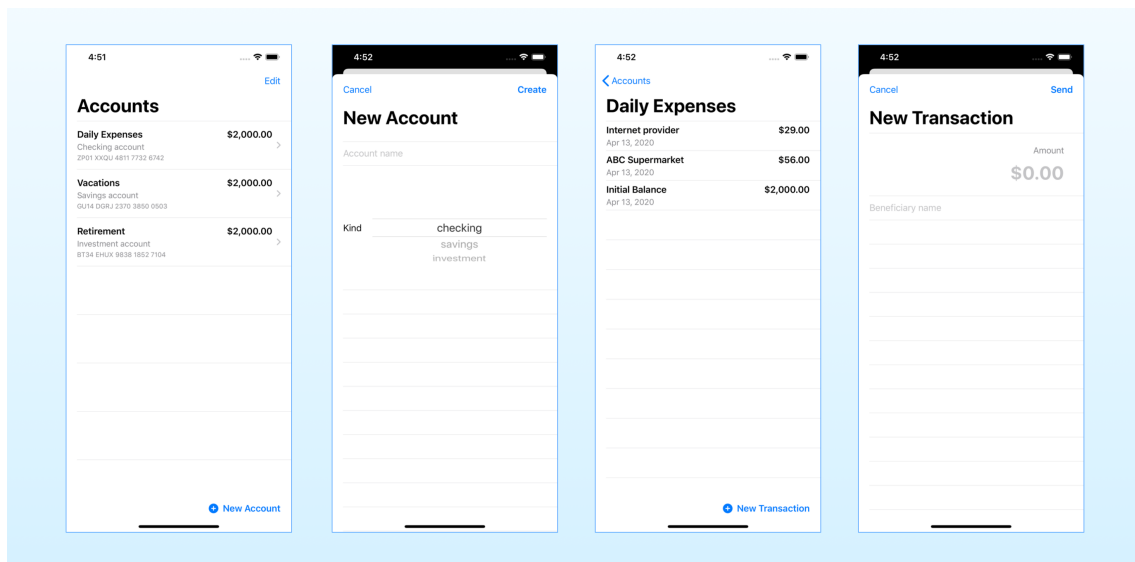 4:51
Edit
Accounts
Daily Expenses $2,000.00
Checking account
ZP01 XXQU 4811 7732 6742
Vacations $2,000.00
Savings account
GU14 DGRJ 2370 3850 0503
Retirement $2,000.00
Investment account
BT34 EHUX 9838 1852 7104
New Account
4:52
Cancel Create
New Account
Account name
Kind checking
savings
investment
4:52
Accounts
Daily Expenses
Internet provider $29.00
Apr 13, 2020
ABC Supermarket $56.00
Apr 13, 2020
Initial Balance $2,000.00
Apr 13, 2020
New Transaction
4:52
Cancel Send
New Transaction
Amount
$0.00
Beneficiary name